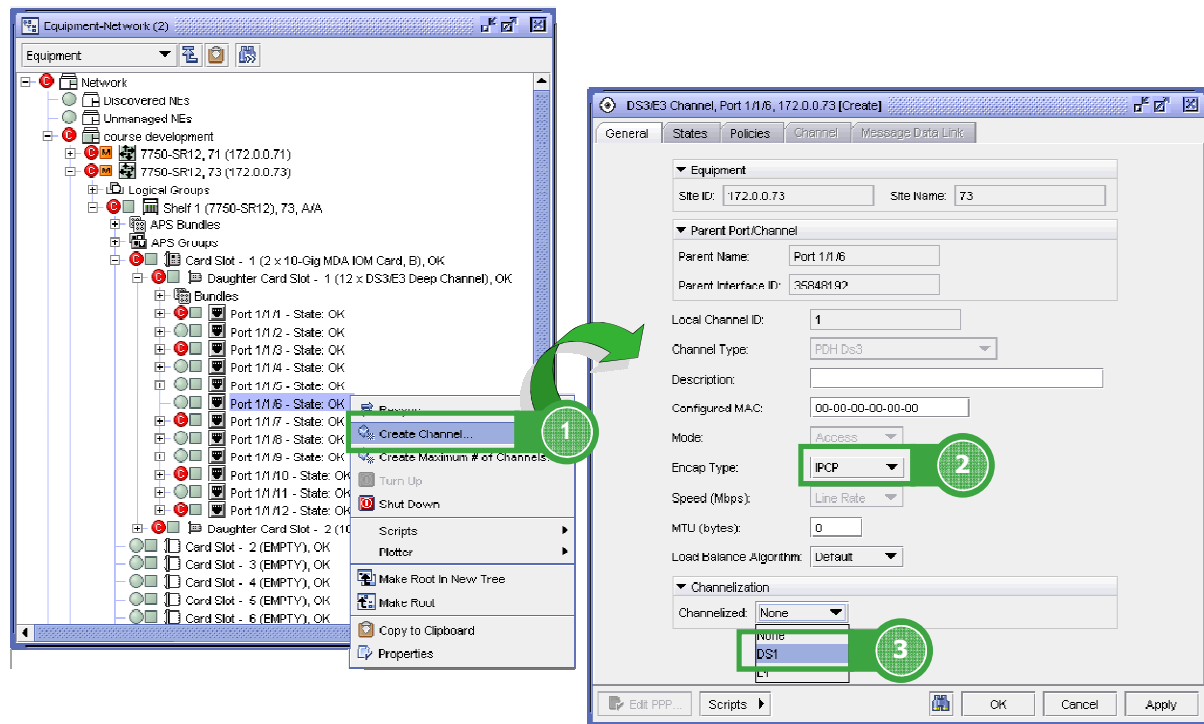 Equipment-Network (2)
Equipment
Network
Discovered NEs
Unmanaged NEs
course development
7750-SR12, 71 (172.0.0.71)
7750-SR12, 73 (172.0.0.73)
Logical Groups
Shelf 1 (7750-SR12), 73, A/A
APS Bundles
APS Groups
Card Slot - 1 (2 x 10-Gig MDA IOM Card, B), OK
Daughter Card Slot - 1 (12 x DS3/E3 Deep Channel), OK
Bundles
Port 1/1/1 - State: OK
Port 1/1/2 - State: OK
Port 1/1/3 - State: OK
Port 1/1/4 - State: OK
Port 1/1/5 - State: OK
Port 1/1/6 - State: OK
Port 1/1/7 - State: OK
Port 1/1/8 - State: OK
Port 1/1/9 - State: OK
Port 1/1/10 - State: OK
Port 1/1/11 - State: OK
Port 1/1/12 - State: OK
Daughter Card Slot - 2 (10
Card Slot - 2 (EMPTY), OK
Card Slot - 3 (EMPTY), OK
Card Slot - 4 (EMPTY), OK
Card Slot - 5 (EMPTY), OK
Card Slot - 6 (EMPTY), OK
Create Channel...
1
Create Maximum # of Channels.
Turn Up
Shut Down
Scripts
Plotter
Make Root In New Tree
Make Root
Copy to Clipboard
Properties
DS3/E3 Channel, Port 1/1/6, 172.0.0.73 [Create]
General States Policies Channel Message Data Link
Equipment
Site ID: 172.0.0.73 Site Name: 73
Parent Port/Channel
Parent Name: Port 1/1/6
Parent Interface ID: 35848192
Local Channel ID: 1
Channel Type: PDH Ds3
Description:
Configured MAC: 00-00-00-00-00-00
Mode: Access
Encap Type: IPCP 2
Speed (Mbps): Line Rate
MTU (bytes): 0
Load Balance Algorithm: Default
Channelization
Channelized: None
None
DS1 3
E1
Edit PPP... Scripts OK Cancel Apply